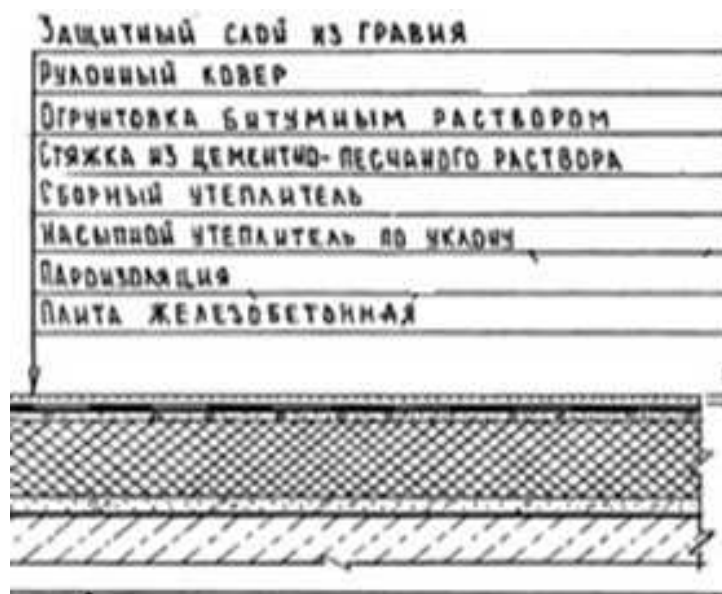 Защитный слой из гравия
Рулонный ковер
Огрунтовка битумным раствором
Стяжка из цементно-песчаного раствора
Сборный утеплитель
Насыпной утеплитель по уклону
Пароизоляция
Плита железобетонная